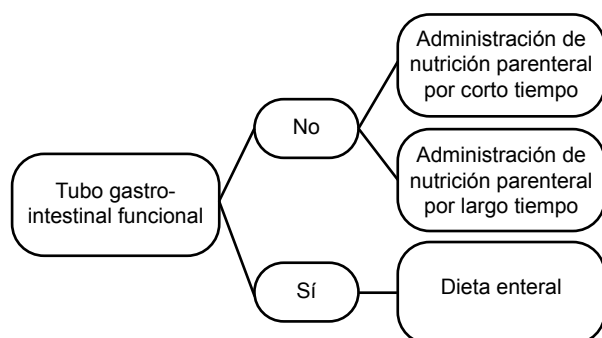 Tubo gastro-
intestinal funcional
No
Sí
Administración de
nutrición parenteral
por corto tiempo
Administración de
nutrición parenteral
por largo tiempo
Dieta enteral